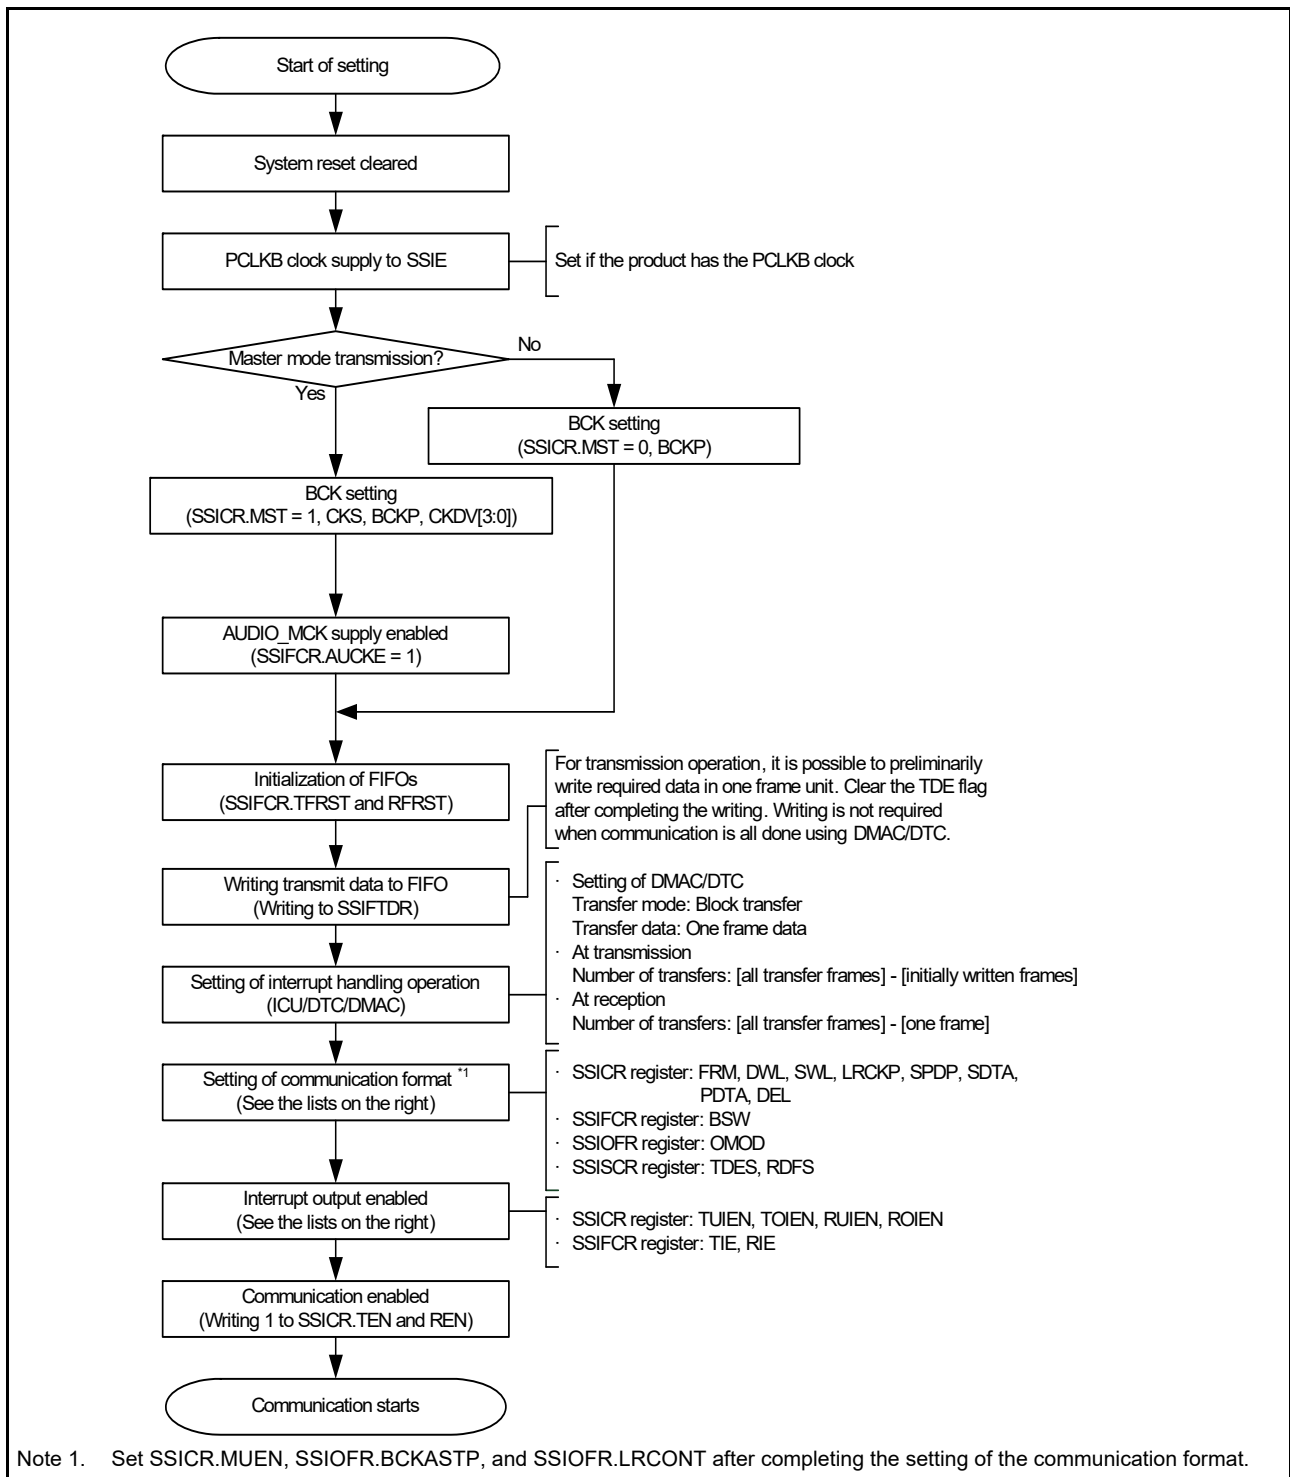 Start of setting
System reset cleared
PCLKB clock supply to SSIE
Set if the product has the PCLKB clock
Master mode transmission?
No
Yes
BCK setting
(SSICR.MST = 0, BCKP)
BCK setting
(SSICR.MST = 1, CKS, BCKP, CKDV[3:0])
AUDIO_MCK supply enabled
(SSIFCR.AUCKE = 1)
Initialization of FIFOs
(SSIFCR.TFRST and RFRST)
For transmission operation, it is possible to preliminarily
write required data in one frame unit. Clear the TDE flag
after completing the writing. Writing is not required
when communication is all done using DMAC/DTC.
Writing transmit data to FIFO
(Writing to SSIFTDR)
· Setting of DMAC/DTC
Transfer mode: Block transfer
Transfer data: One frame data
· At transmission
Number of transfers: [all transfer frames] - [initially written frames]
· At reception
Number of transfers: [all transfer frames] - [one frame]
Setting of interrupt handling operation
(ICU/DTC/DMAC)
Setting of communication format *1
(See the lists on the right)
· SSICR register: FRM, DWL, SWL, LRCKP, SPDP, SDTA,
PDTA, DEL
· SSIFCR register: BSW
· SSIOFR register: OMOD
· SSISCR register: TDES, RDFS
Interrupt output enabled
(See the lists on the right)
· SSICR register: TUIEN, TOIEN, RUIEN, ROIEN
· SSIFCR register: TIE, RIE
Communication enabled
(Writing 1 to SSICR.TEN and REN)
Communication starts
Note 1. Set SSICR.MUEN, SSIOFR.BCKASTP, and SSIOFR.LRCONT after completing the setting of the communication format.